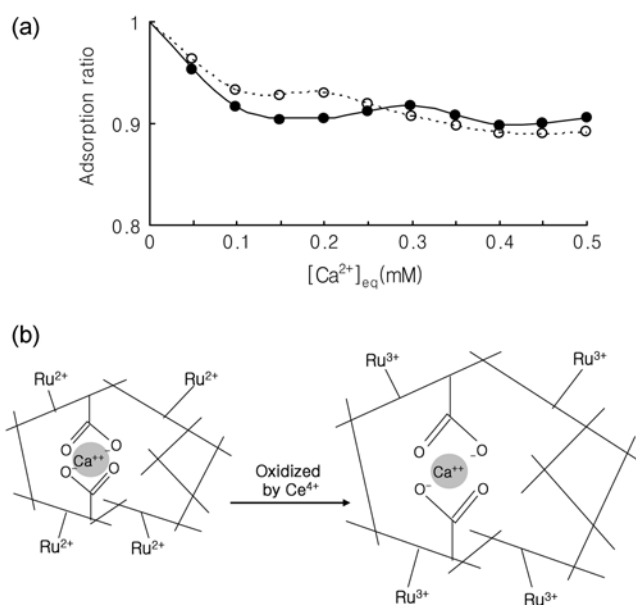 (a)
1
0.9
0.8
Adsorption ratio
0 0.1 0.2 0.3 0.4 0.5
[Ca²⁺]eq(mM)
(b)
Ru²⁺ Ru²⁺
O O⁻
Ca⁺⁺
O⁻ O
Ru²⁺ Ru²⁺
Oxidized
by Ce⁴⁺
Ru³⁺ Ru³⁺
O ⁻O
Ca⁺⁺
O⁻ O
Ru³⁺ Ru³⁺